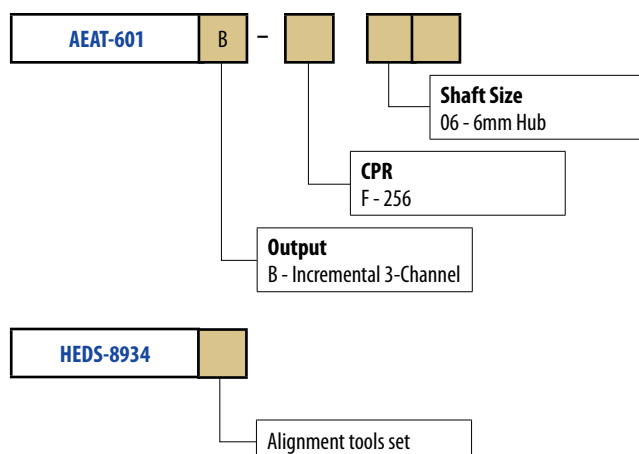 AEAT-601 B –
Shaft Size
06 - 6mm Hub
CPR
F - 256
Output
B - Incremental 3-Channel
HEDS-8934
Alignment tools set